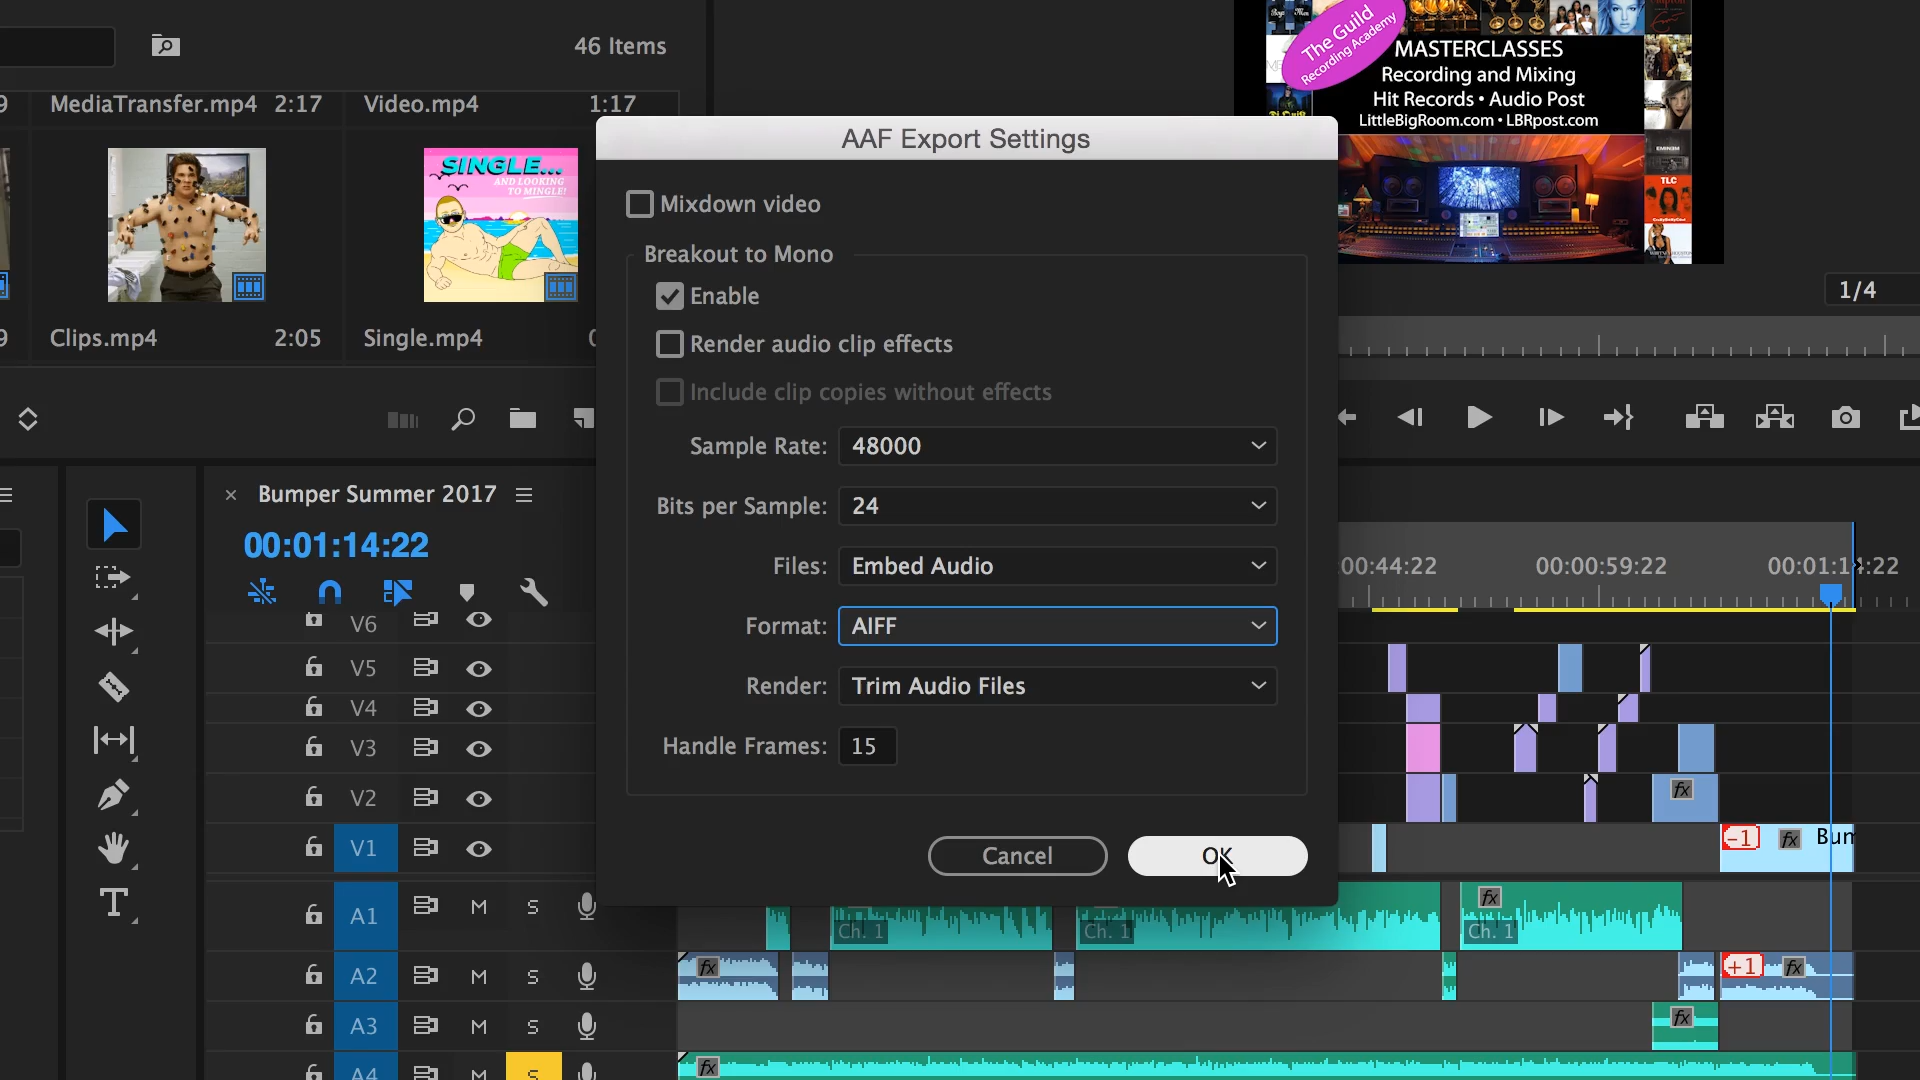 46 Items
MediaTransfer.mp4 2:17
Video.mp4 1:17
SINGLE...
AND LOOKING
TO MINGLE!
Clips.mp4 2:05
Single.mp4
The Guild
Recording Academy
MASTERCLASSES
Recording and Mixing
Hit Records • Audio Post
LittleBigRoom.com • LBRpost.com
EMINEM
TLC
1/4
AAF Export Settings
Mixdown video
Breakout to Mono
Enable
Render audio clip effects
Include clip copies without effects
Sample Rate: 48000
Bits per Sample: 24
Files: Embed Audio
Format: AIFF
Render: Trim Audio Files
Handle Frames: 15
Cancel
OK
× Bumper Summer 2017
00:01:14:22
:00:44:22
00:00:59:22
00:01:14:22
V6
V5
V4
V3
V2
fx
V1
-1 fx Bum
A1 M S
Ch. 1
Ch. 1
fx
Ch. 1
A2 M S
fx
+1 fx
A3 M S
fx
A4 M S
fx